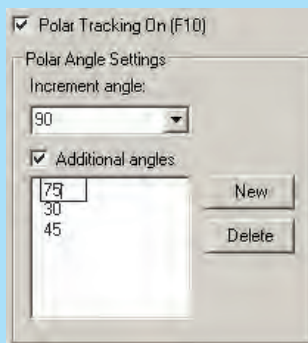 Polar Tracking On (F10)
Polar Angle Settings
Increment angle:
90
Additional angles
75
30
45
New
Delete